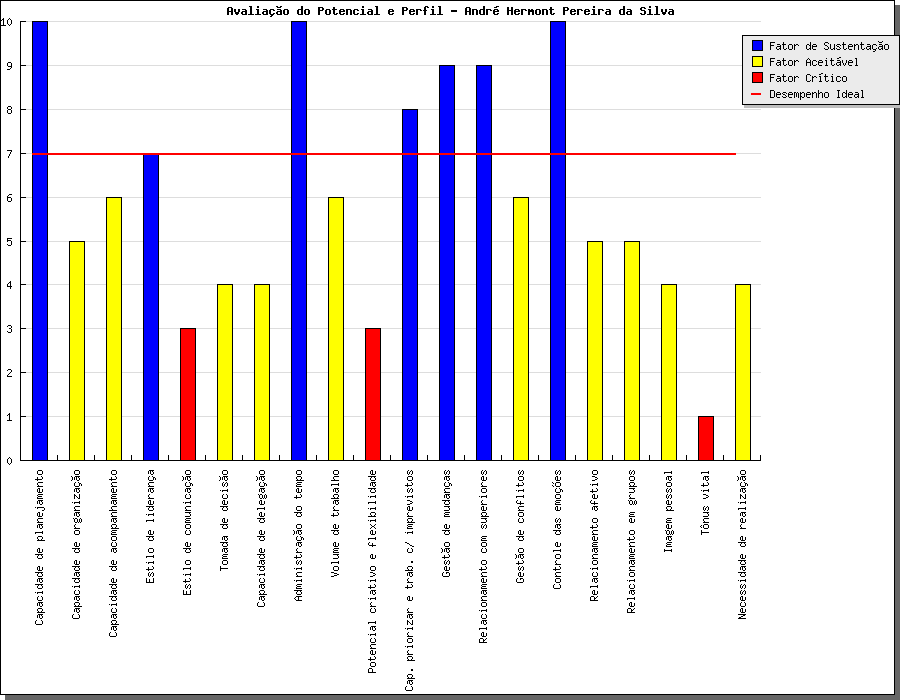 Avaliação do Potencial e Perfil - André Hermont Pereira da Silva
Fator de Sustentação
Fator Aceitável
Fator Crítico
Desempenho Ideal
10
9
8
7
6
5
4
3
2
1
0
Capacidade de planejamento
Capacidade de organização
Capacidade de acompanhamento
Estilo de liderança
Estilo de comunicação
Tomada de decisão
Capacidade de delegação
Administração do tempo
Volume de trabalho
Potencial criativo e flexibilidade
Cap. priorizar e trab. c/ imprevistos
Gestão de mudanças
Relacionamento com superiores
Gestão de conflitos
Controle das emoções
Relacionamento afetivo
Relacionamento em grupos
Imagem pessoal
Tônus vital
Necessidade de realização